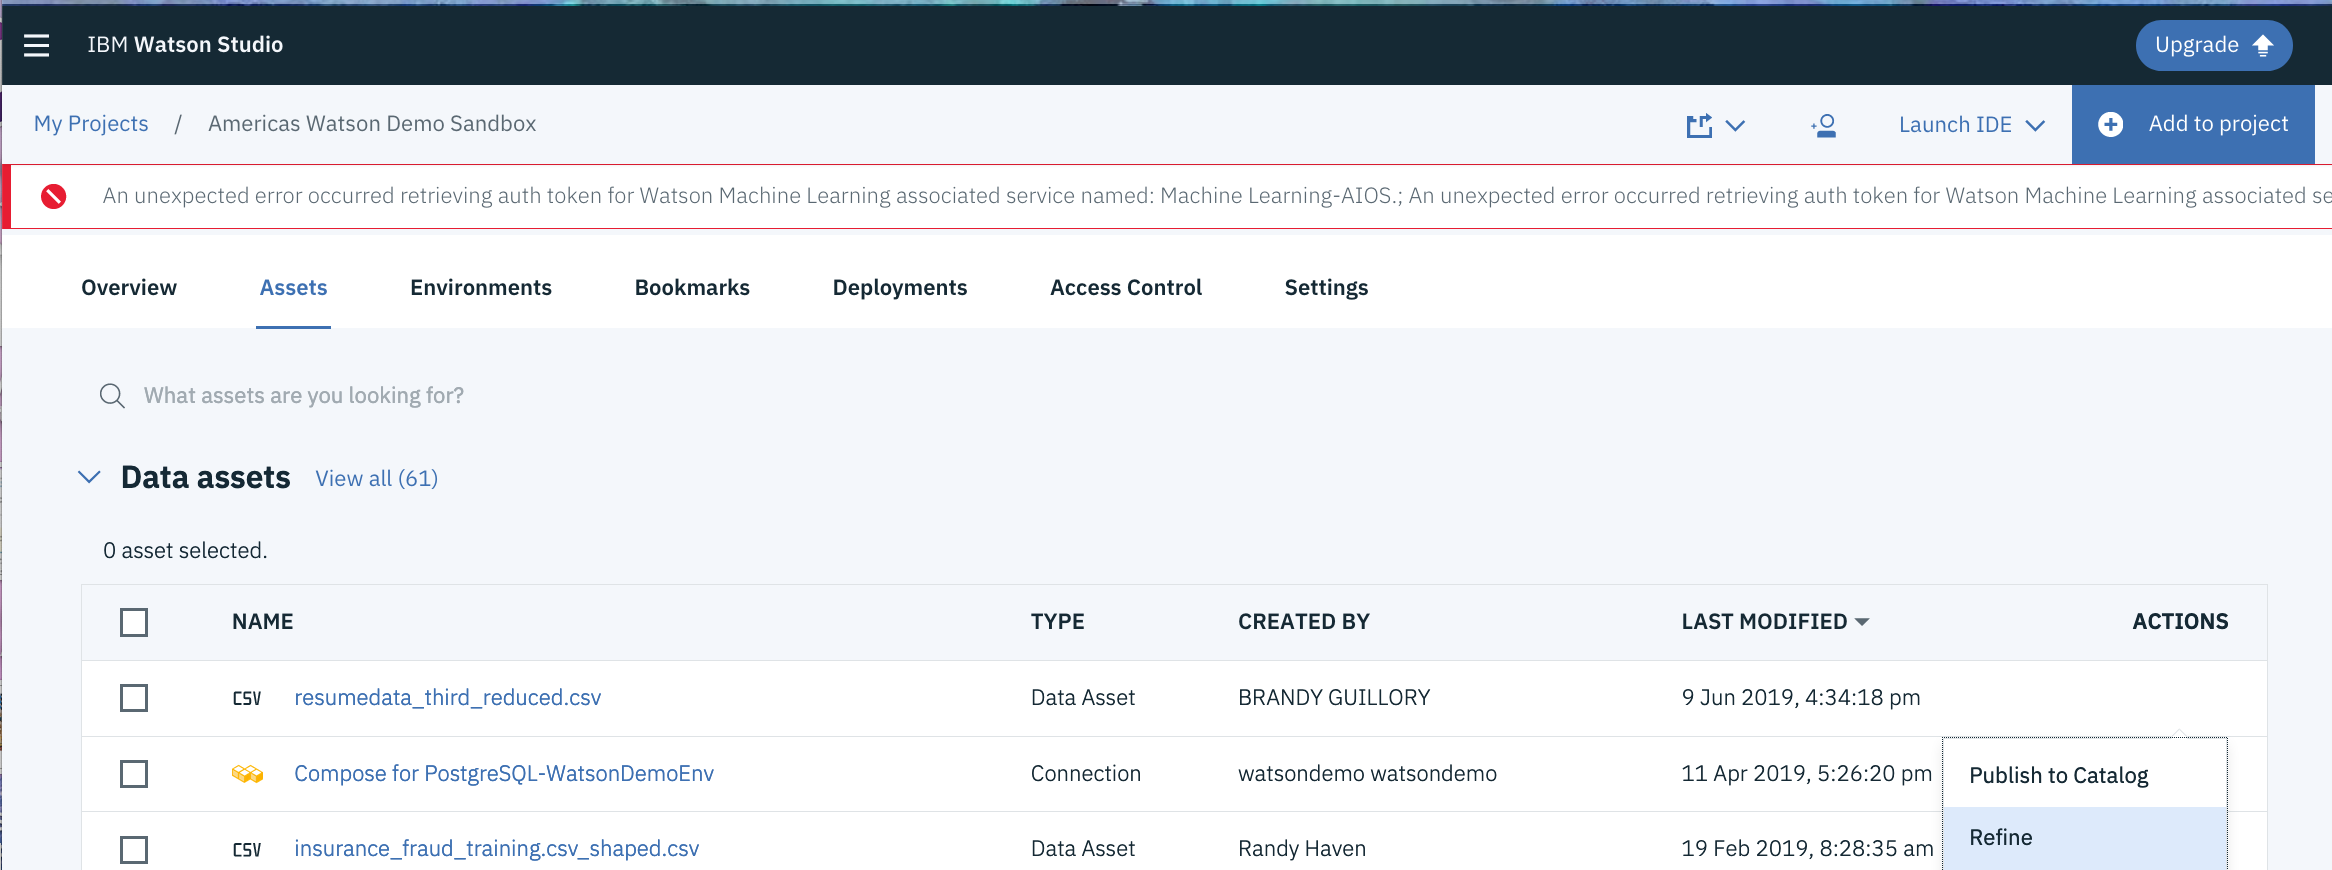 IBM Watson Studio
Upgrade
My Projects / Americas Watson Demo Sandbox
Launch IDE
Add to project
An unexpected error occurred retrieving auth token for Watson Machine Learning associated service named: Machine Learning-AIOS.; An unexpected error occurred retrieving auth token for Watson Machine Learning associated se
Overview Assets Environments Bookmarks Deployments Access Control Settings
What assets are you looking for?
Data assets View all (61)
0 asset selected.
NAME TYPE CREATED BY LAST MODIFIED ACTIONS
CSV resumedata_third_reduced.csv Data Asset BRANDY GUILLORY 9 Jun 2019, 4:34:18 pm
Compose for PostgreSQL-WatsonDemoEnv Connection watsondemo watsondemo 11 Apr 2019, 5:26:20 pm
Publish to Catalog
CSV insurance_fraud_training.csv_shaped.csv Data Asset Randy Haven 19 Feb 2019, 8:28:35 am
Refine